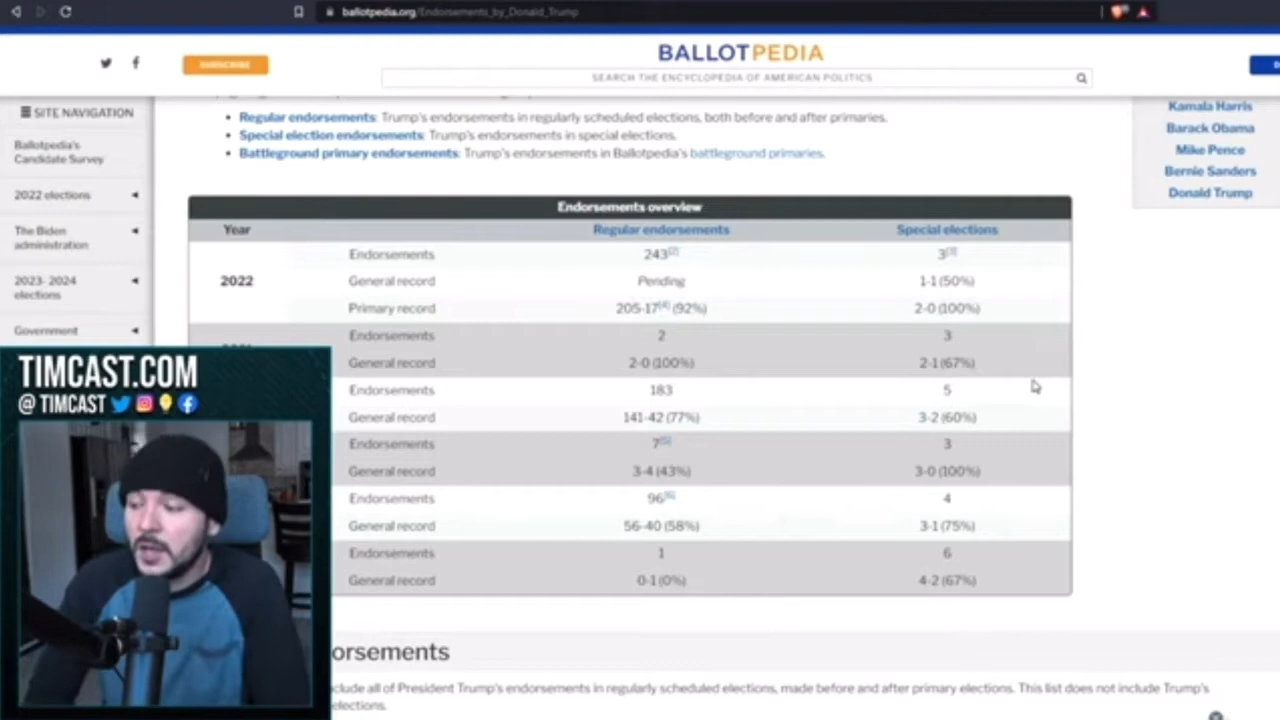 ballotpedia.org/Endorsements_by_Donald_Trump
BALLOTPEDIA
SUBSCRIBE
SEARCH THE ENCYCLOPEDIA OF AMERICAN POLITICS
SITE NAVIGATION
Ballotpedia's
Candidate Survey
2022 elections
The Biden
administration
2023- 2024
elections
Government
• Regular endorsements: Trump's endorsements in regularly scheduled elections, both before and after primaries.
• Special election endorsements: Trump's endorsements in special elections.
• Battleground primary endorsements: Trump's endorsements in Ballotpedia's battleground primaries.
Kamala Harris
Barack Obama
Mike Pence
Bernie Sanders
Donald Trump
Endorsements overview
Year Regular endorsements Special elections
Endorsements 243[2] 3[3]
2022 General record Pending 1-1 (50%)
Primary record 205-17[4] (92%) 2-0 (100%)
Endorsements 2 3
General record 2-0 (100%) 2-1 (67%)
Endorsements 183 5
General record 141-42 (77%) 3-2 (60%)
Endorsements 7[5] 3
General record 3-4 (43%) 3-0 (100%)
Endorsements 96[6] 4
General record 56-40 (58%) 3-1 (75%)
Endorsements 1 6
General record 0-1 (0%) 4-2 (67%)
TIMCAST.COM
@ TIMCAST
orsements
clude all of President Trump's endorsements in regularly scheduled elections, made before and after primary elections. This list does not include Trump's
elections.